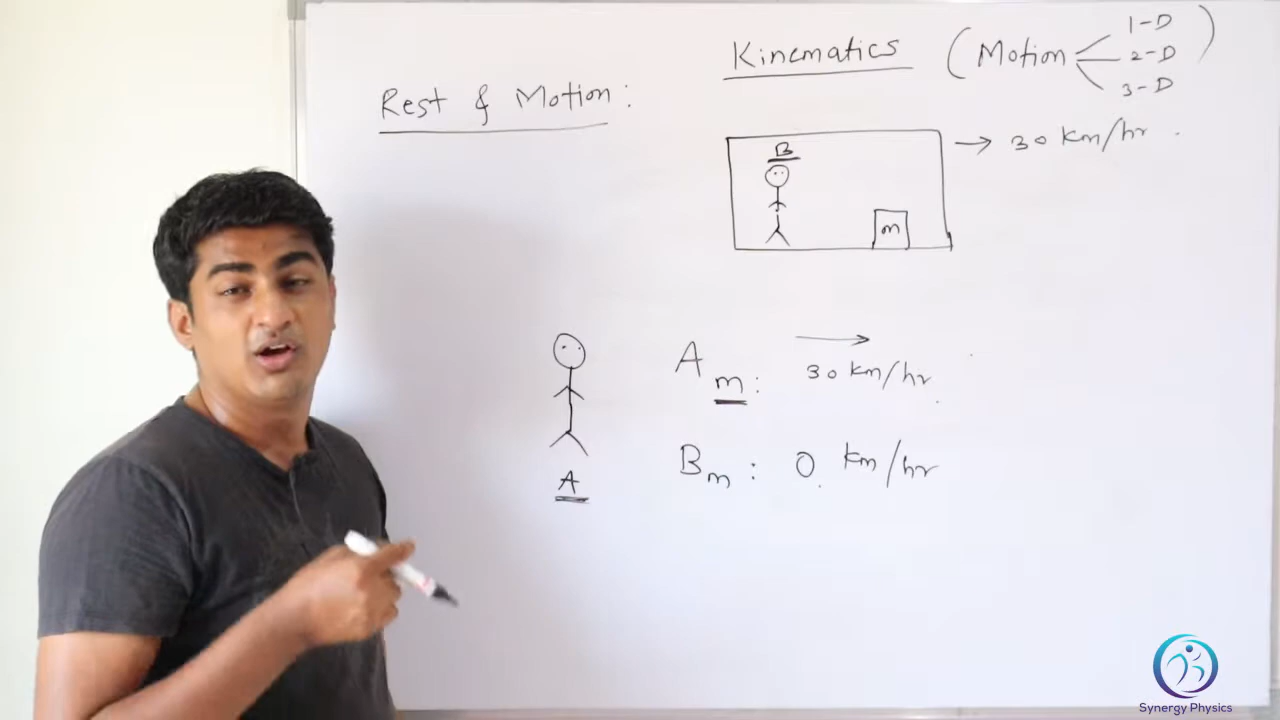 Kinematics (Motion
1-D
2-D
3-D )
Rest & Motion :
B
→ 30 km/hr
m
A m : → 30 km/hr
A
B m : 0 km/hr
Synergy Physics